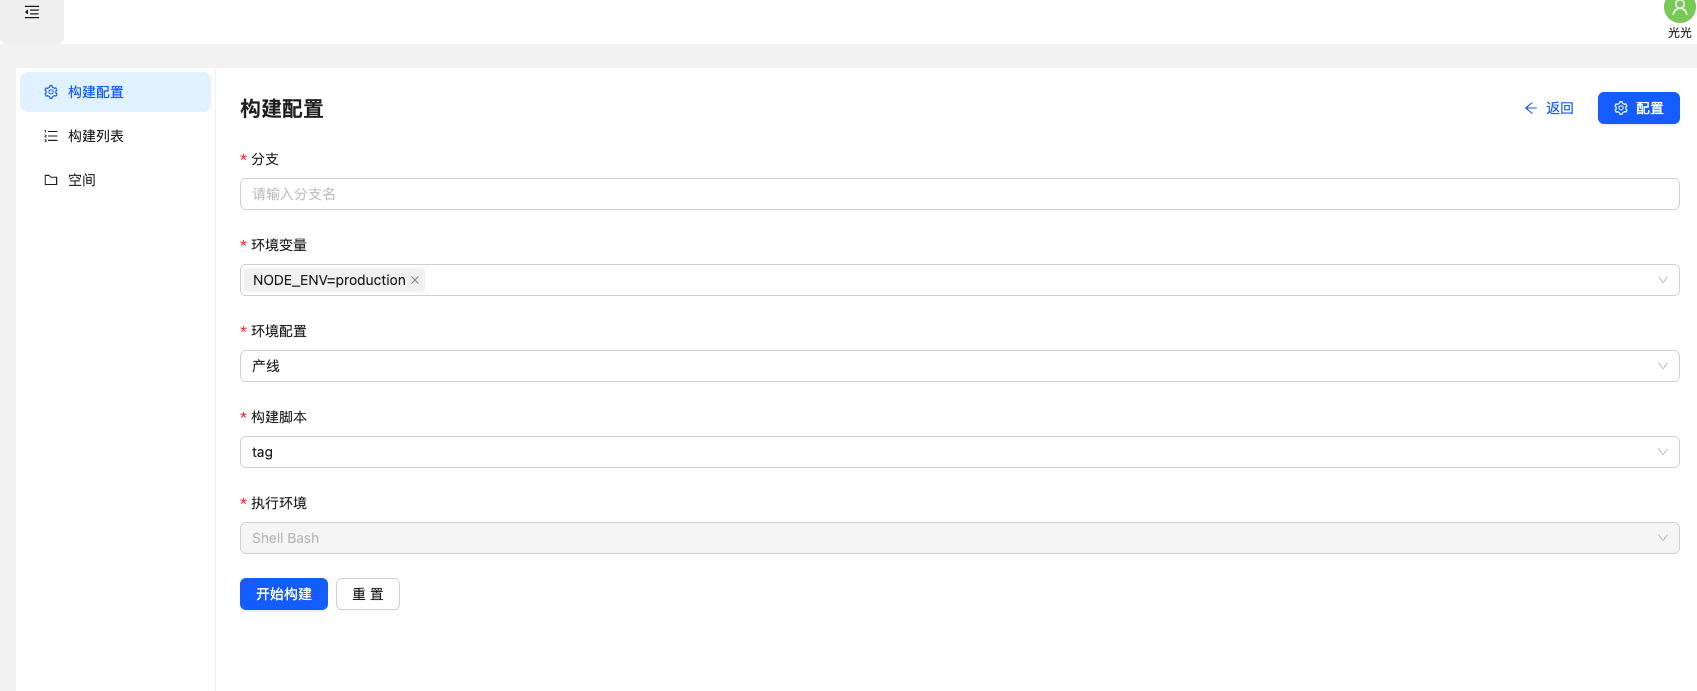 光光
构建配置
构建列表
空间
构建配置
返回
配置
* 分支
请输入分支名
* 环境变量
NODE_ENV=production
* 环境配置
产线
* 构建脚本
tag
* 执行环境
Shell Bash
开始构建
重 置